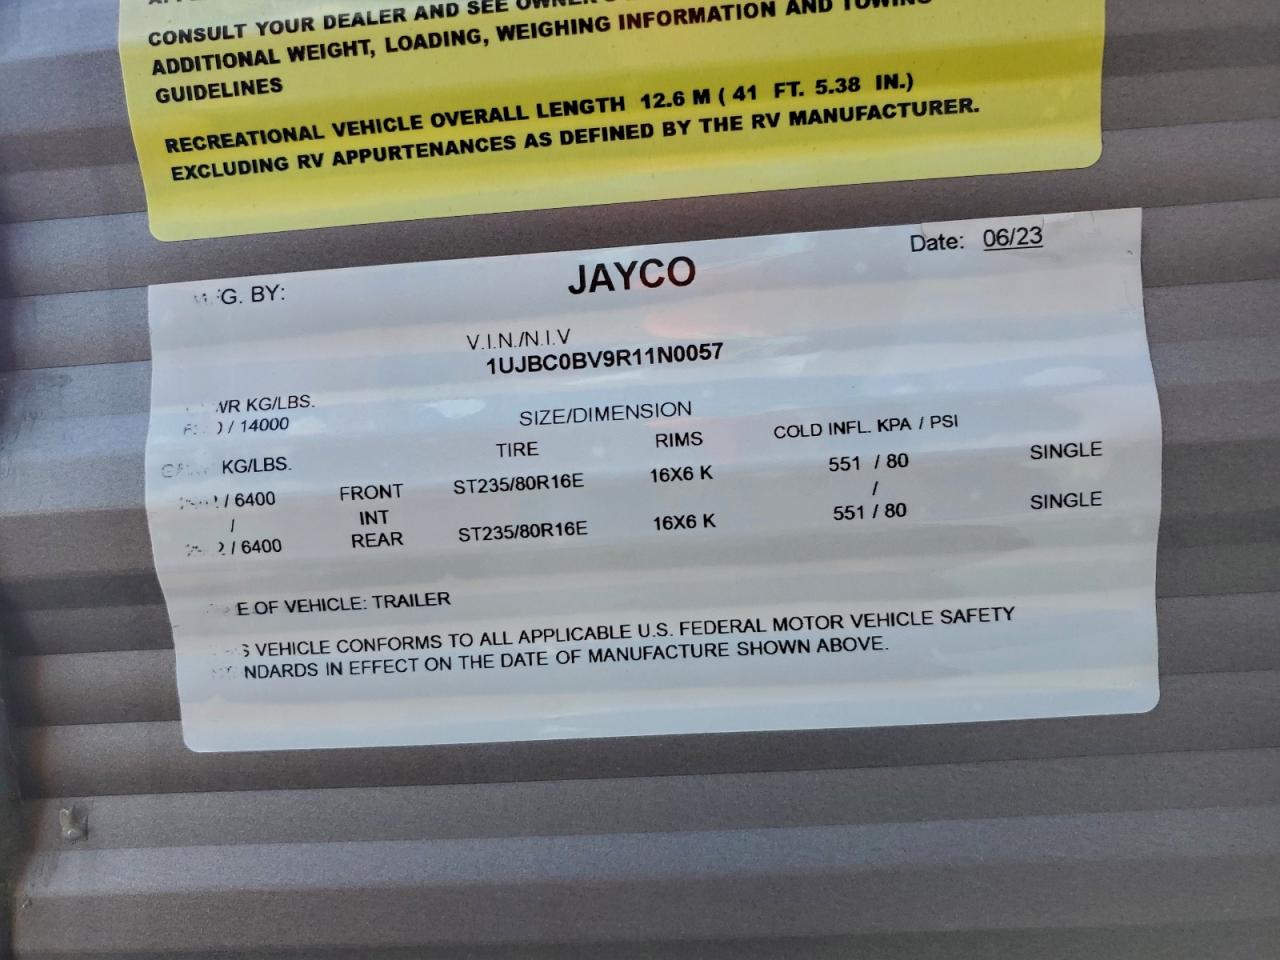 CONSULT YOUR DEALER AND SEE
ADDITIONAL WEIGHT, LOADING, WEIGHING INFORMATION AND TOWING
GUIDELINES
RECREATIONAL VEHICLE OVERALL LENGTH 12.6 M ( 41 FT. 5.38 IN.)
EXCLUDING RV APPURTENANCES AS DEFINED BY THE RV MANUFACTURER.
Date: 06/23
G. BY: JAYCO
V.I.N./N.I.V
1UJBC0BV9R11N0057
WR KG/LBS.
/ 14000
SIZE/DIMENSION
KG/LBS. TIRE RIMS COLD INFL. KPA / PSI
/ 6400 FRONT ST235/80R16E 16X6 K 551 / 80 SINGLE
/ INT /
2 / 6400 REAR ST235/80R16E 16X6 K 551 / 80 SINGLE
E OF VEHICLE: TRAILER
S VEHICLE CONFORMS TO ALL APPLICABLE U.S. FEDERAL MOTOR VEHICLE SAFETY
NDARDS IN EFFECT ON THE DATE OF MANUFACTURE SHOWN ABOVE.